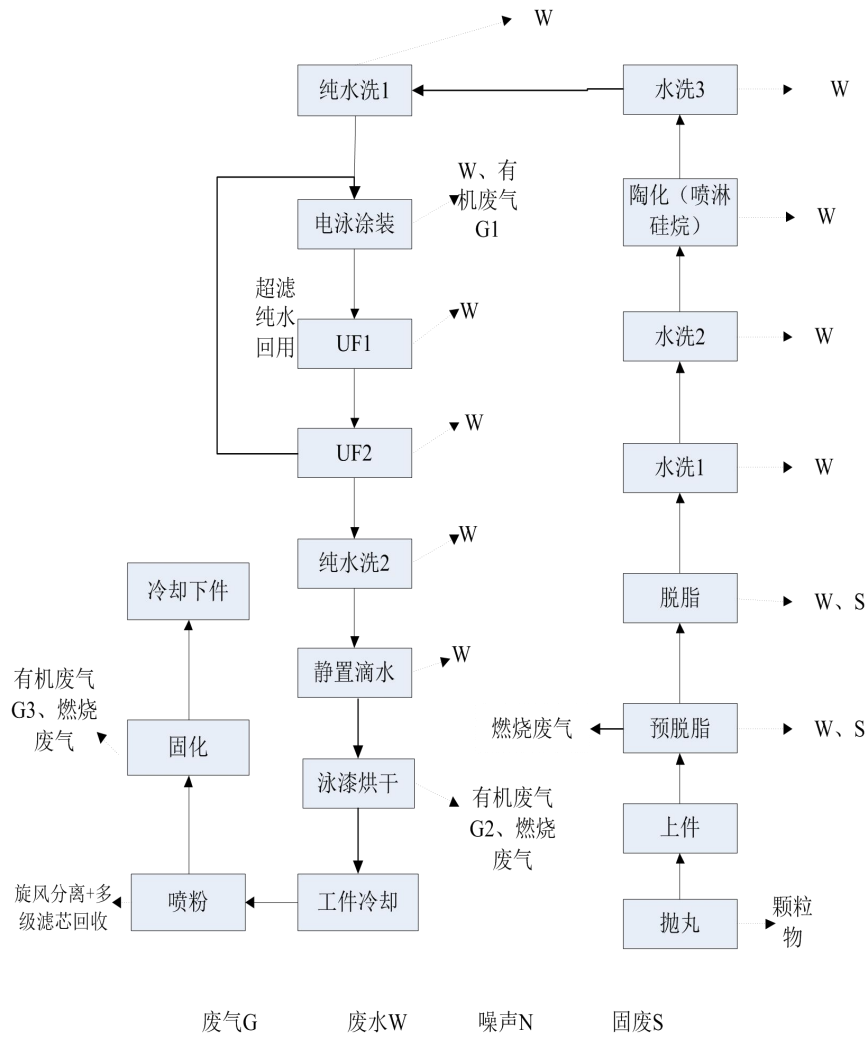 W
纯水洗1
水洗3
W
W、有
机废气
G1
陶化（喷淋
硅烷）
W
电泳涂装
超滤
纯水
回用
W
UF1
水洗2
W
W
UF2
水洗1
W
W
纯水洗2
冷却下件
脱脂
W、S
静置滴水
W
有机废气
G3、燃烧
废气
固化
燃烧废气
预脱脂
W、S
泳漆烘干
有机废气
G2、燃烧
废气
上件
旋风分离+多
级滤芯回收
喷粉
工件冷却
抛丸
颗粒
物
废气G
废水W
噪声N
固废S